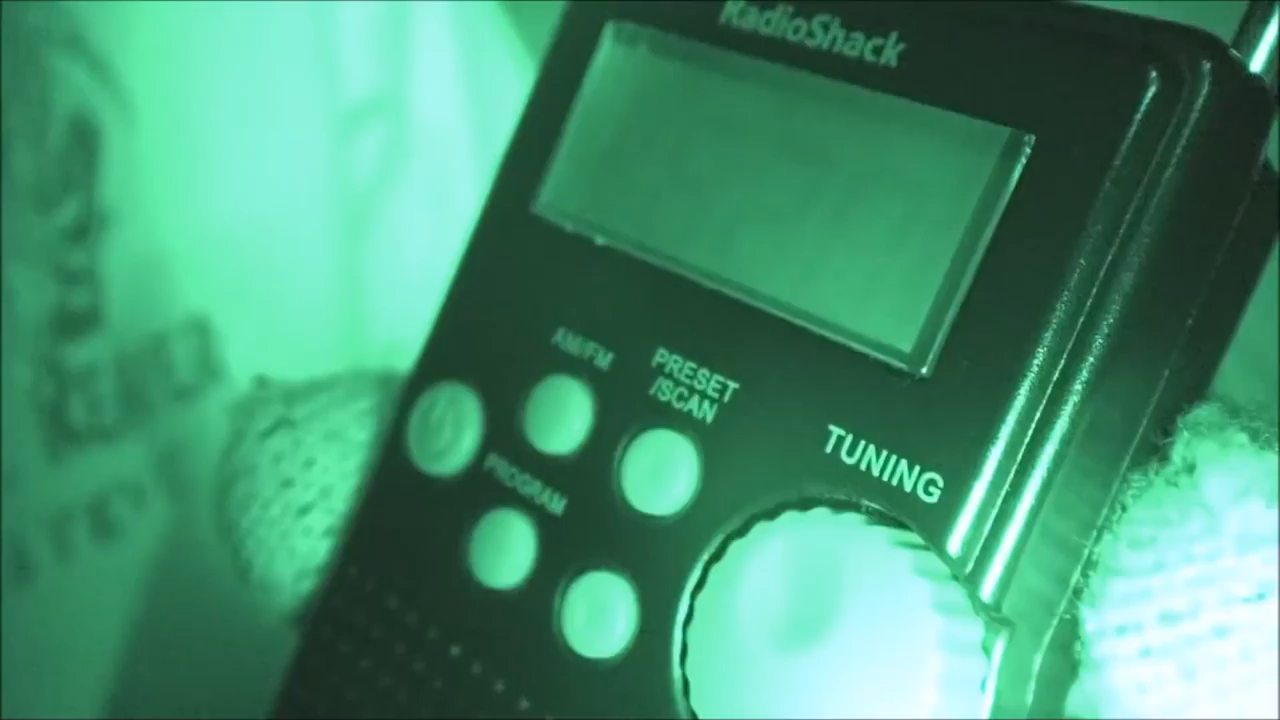 RadioShack
AM/FM
PRESET
/SCAN
TUNING
PROGRAM